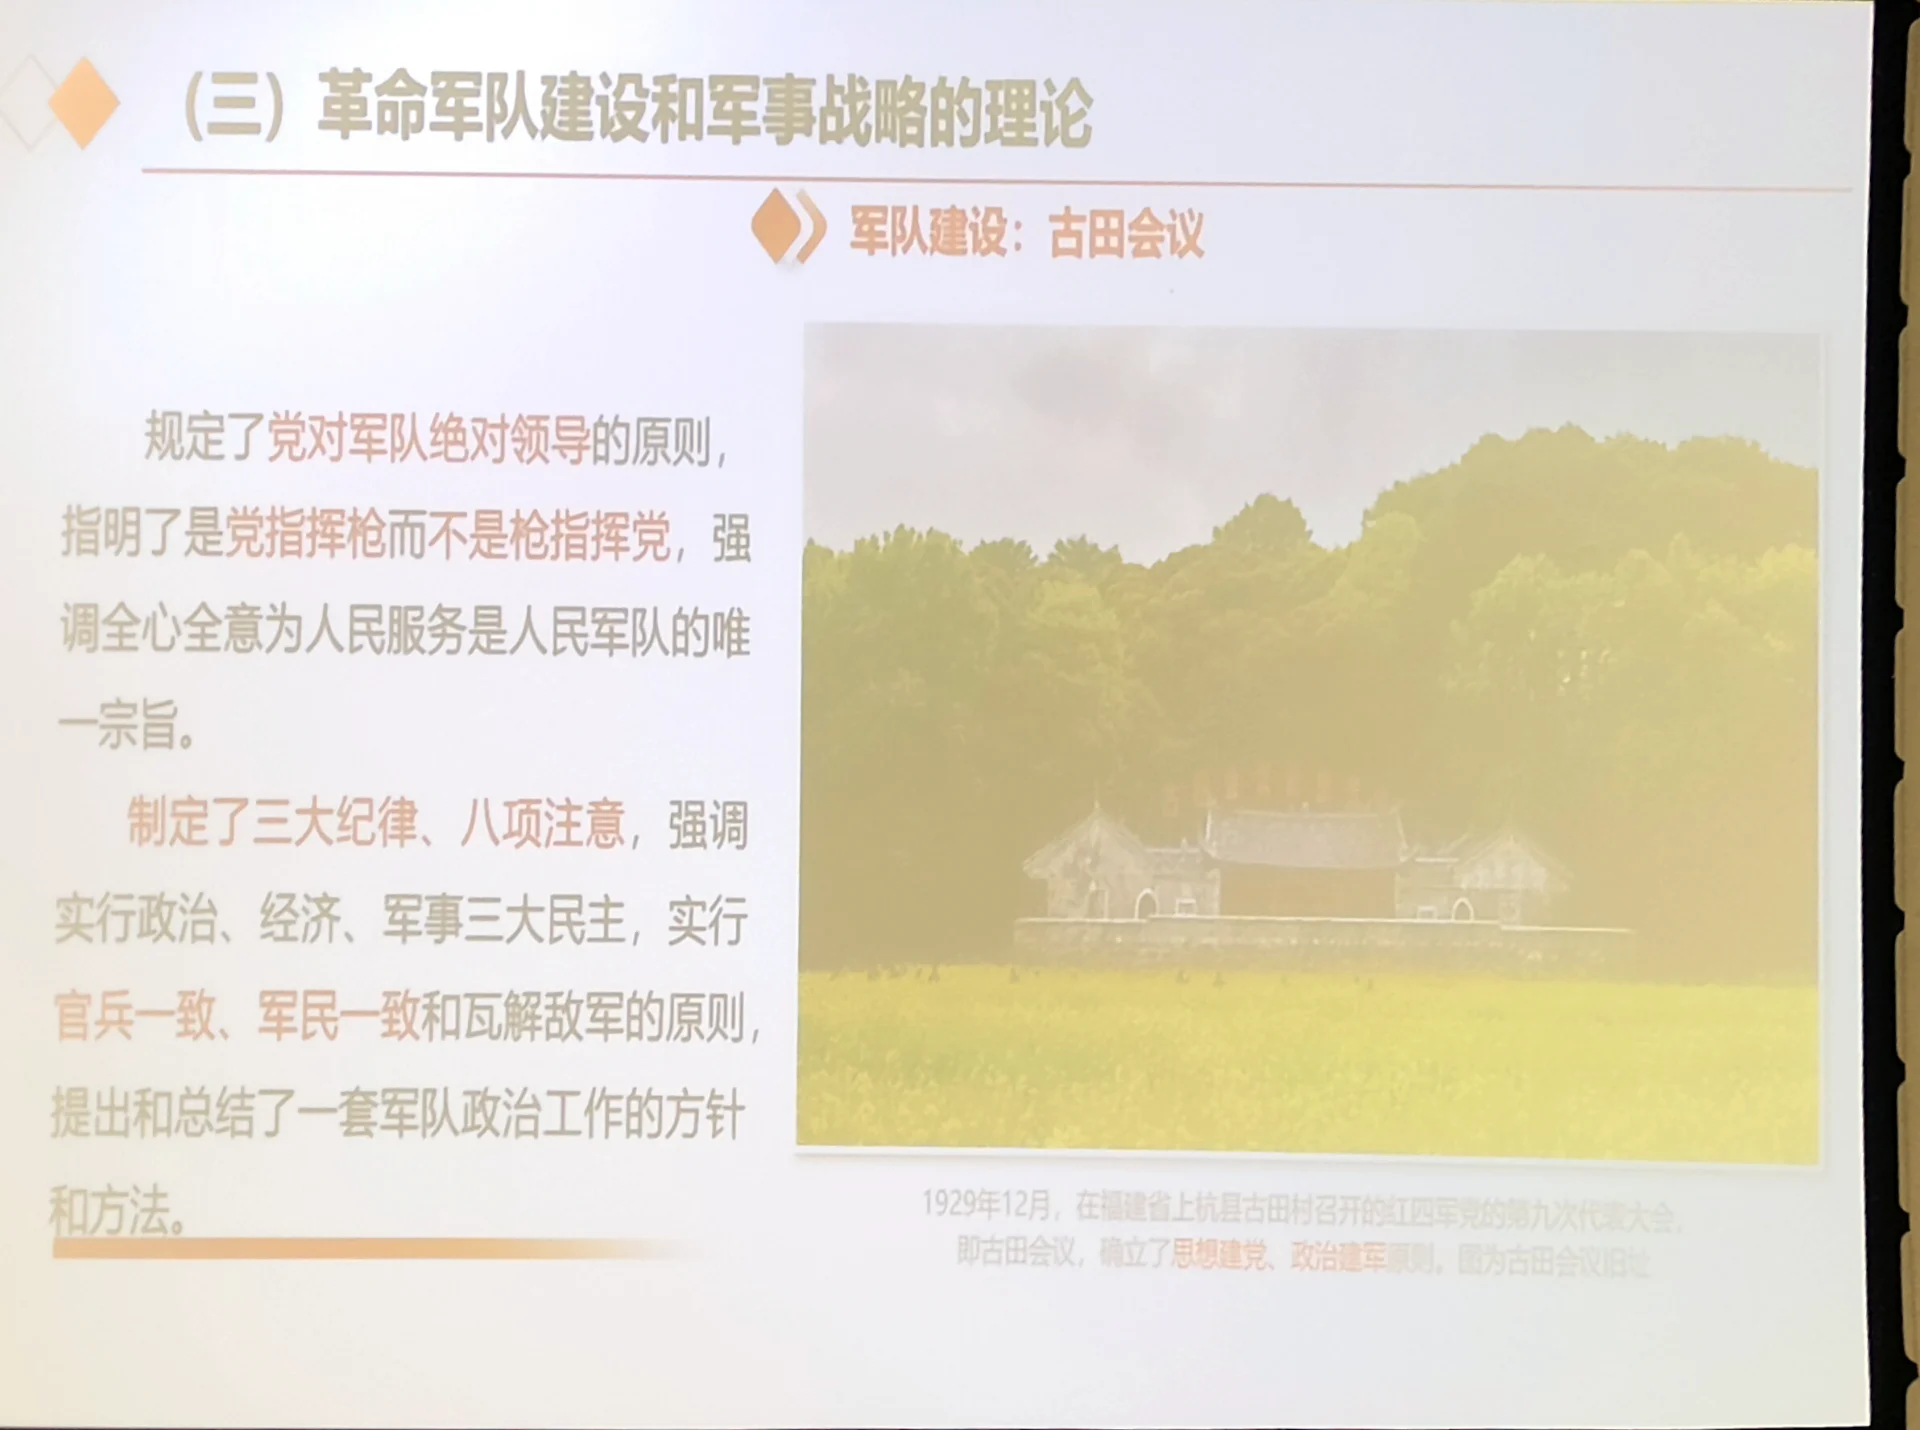 （三）革命军队建设和军事战略的理论
军队建设：古田会议
规定了党对军队绝对领导的原则，
指明了是党指挥枪而不是枪指挥党，强
调全心全意为人民服务是人民军队的唯
一宗旨。
制定了三大纪律、八项注意，强调
实行政治、经济、军事三大民主，实行
官兵一致、军民一致和瓦解敌军的原则，
提出和总结了一套军队政治工作的方针
和方法。
1929年12月，在福建省上杭县古田村召开的红四军党的第九次代表大会，
即古田会议，确立了思想建党、政治建军原则。图为古田会议旧址